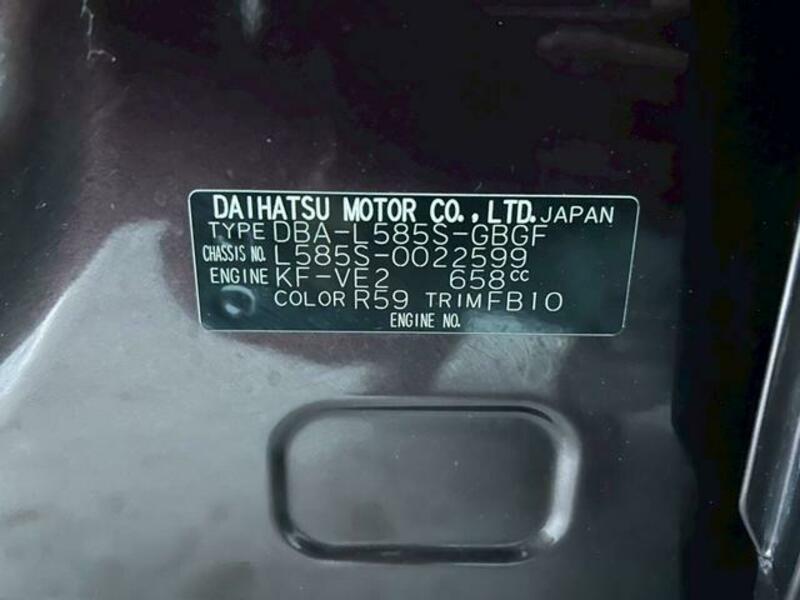 DAIHATSU MOTOR CO., LTD. JAPAN
TYPE DBA-L585S-GBGF
CHASSIS NO. L585S-0022599
ENGINE KF-VE2 658cc
COLOR R59 TRIM FB10
ENGINE NO.